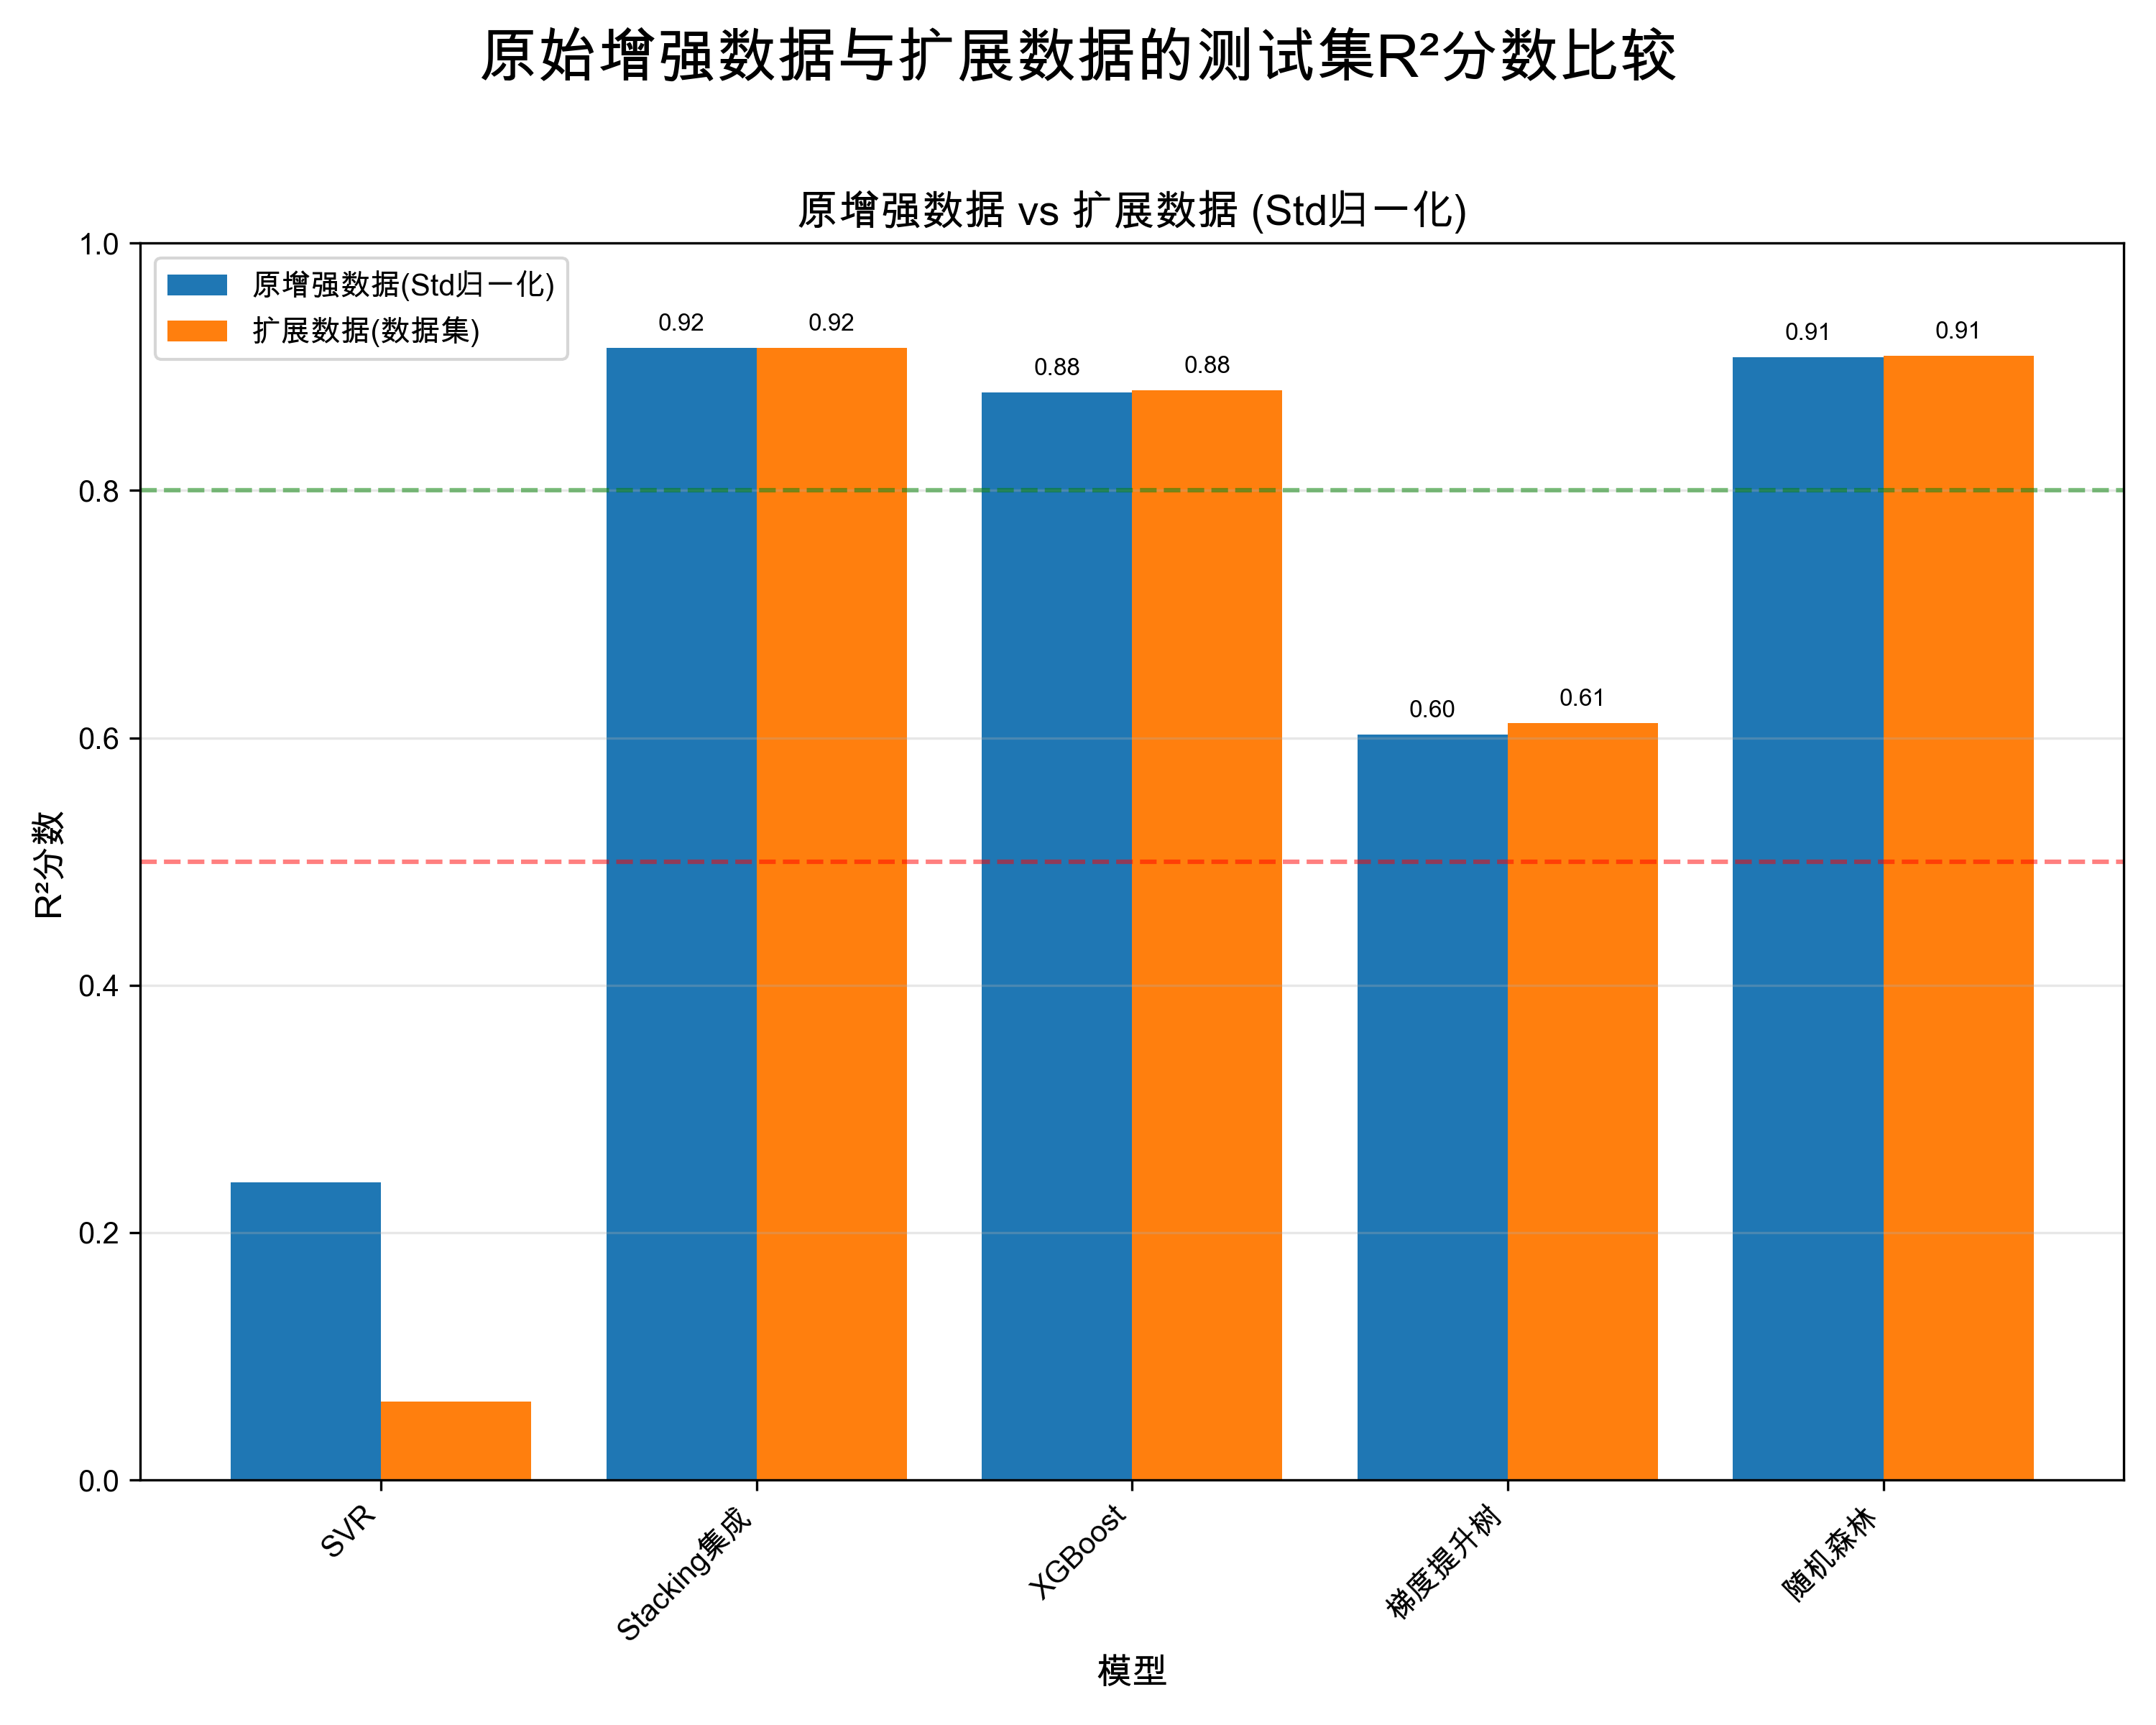 原始增强数据与扩展数据的测试集R²分数比较
原增强数据 vs 扩展数据 (Std归一化)
原增强数据(Std归一化)
扩展数据(数据集)
R²分数
1.0
0.8
0.6
0.4
0.2
0.0
0.92
0.92
0.88
0.88
0.60
0.61
0.91
0.91
SVR
Stacking集成
XGBoost
梯度提升树
随机森林
模型